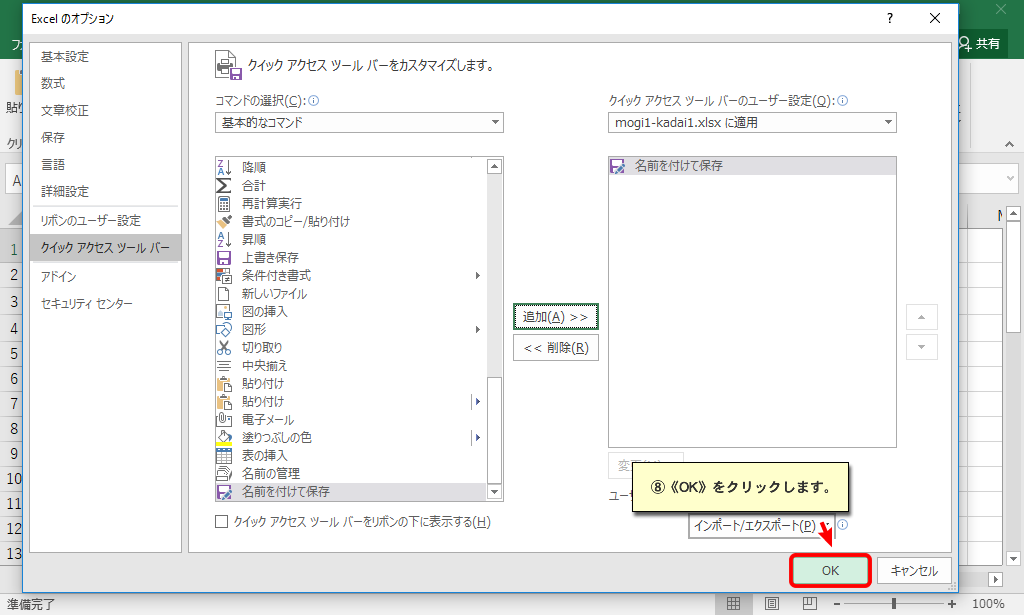 Excel のオプション
?
共有
基本設定
数式
文章校正
保存
言語
詳細設定
リボンのユーザー設定
クイック アクセス ツール バー
アドイン
セキュリティ センター
クイック アクセス ツール バーをカスタマイズします。
コマンドの選択(C):
基本的なコマンド
降順
合計
再計算実行
書式のコピー/貼り付け
昇順
上書き保存
条件付き書式
新しいファイル
図の挿入
図形
切り取り
中央揃え
貼り付け
貼り付け
電子メール
塗りつぶしの色
表の挿入
名前の管理
名前を付けて保存
クイック アクセス ツール バーをリボンの下に表示する(H)
追加(A) >>
<< 削除(R)
クイック アクセス ツール バーのユーザー設定(Q):
mogi1-kadai1.xlsx に適用
名前を付けて保存
⑧《OK》をクリックします。
インポート/エクスポート(P)
OK
キャンセル
1
2
3
4
5
6
7
8
9
10
11
12
13
準備完了
100%